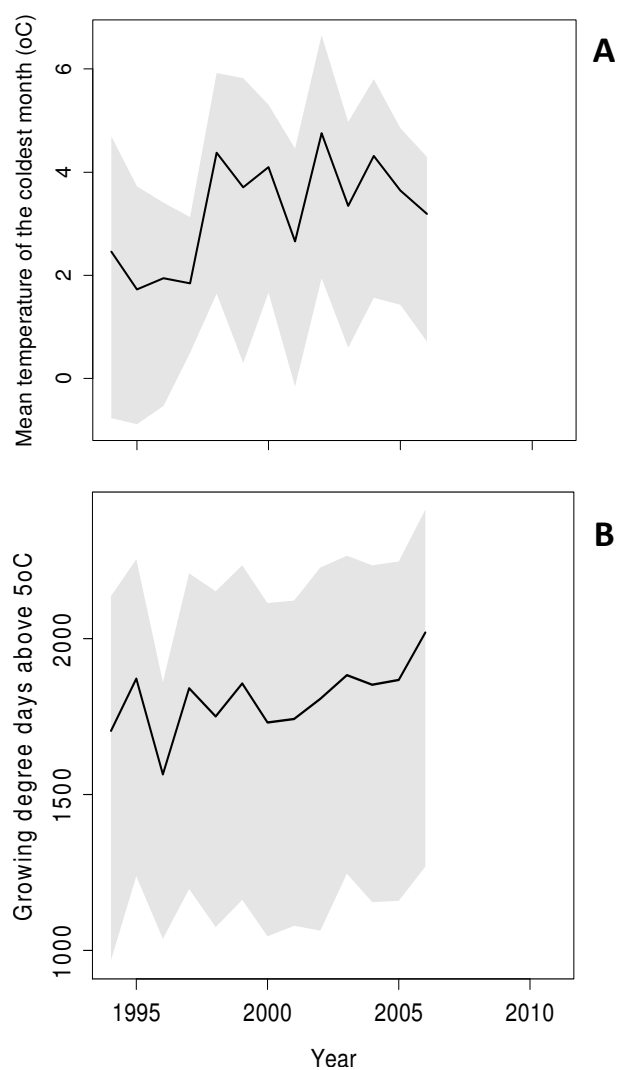 A
Mean temperature of the coldest month (oC)
6
4
2
0
B
Growing degree days above 5oC
2000
1500
1000
1995 2000 2005 2010
Year